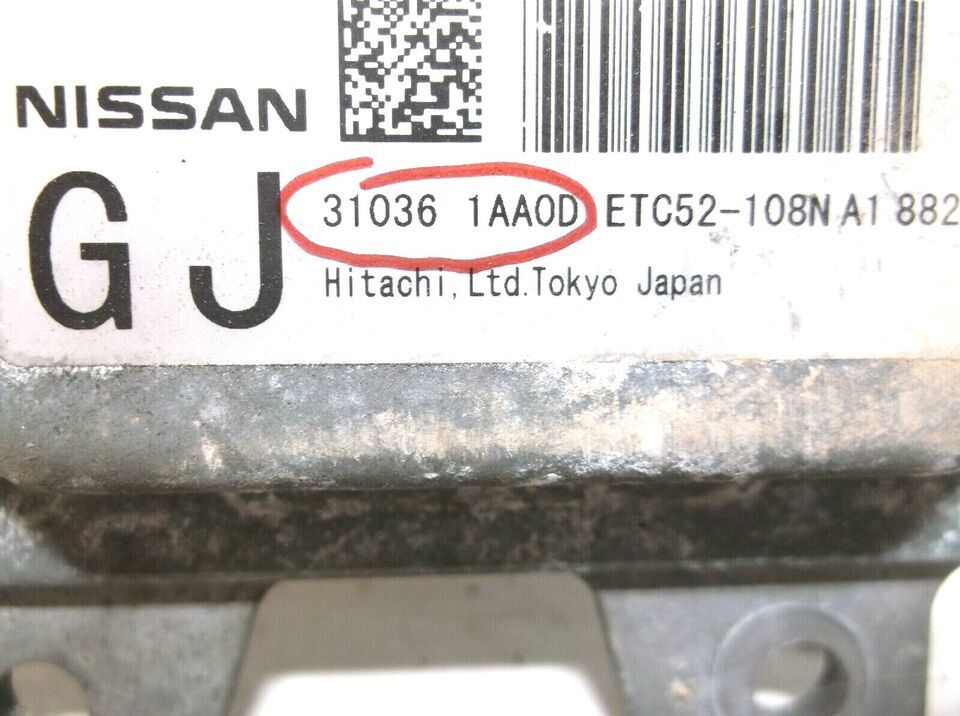 NISSAN
GJ
31036 1AA0D ETC52-108N A1 882
Hitachi,Ltd.Tokyo Japan